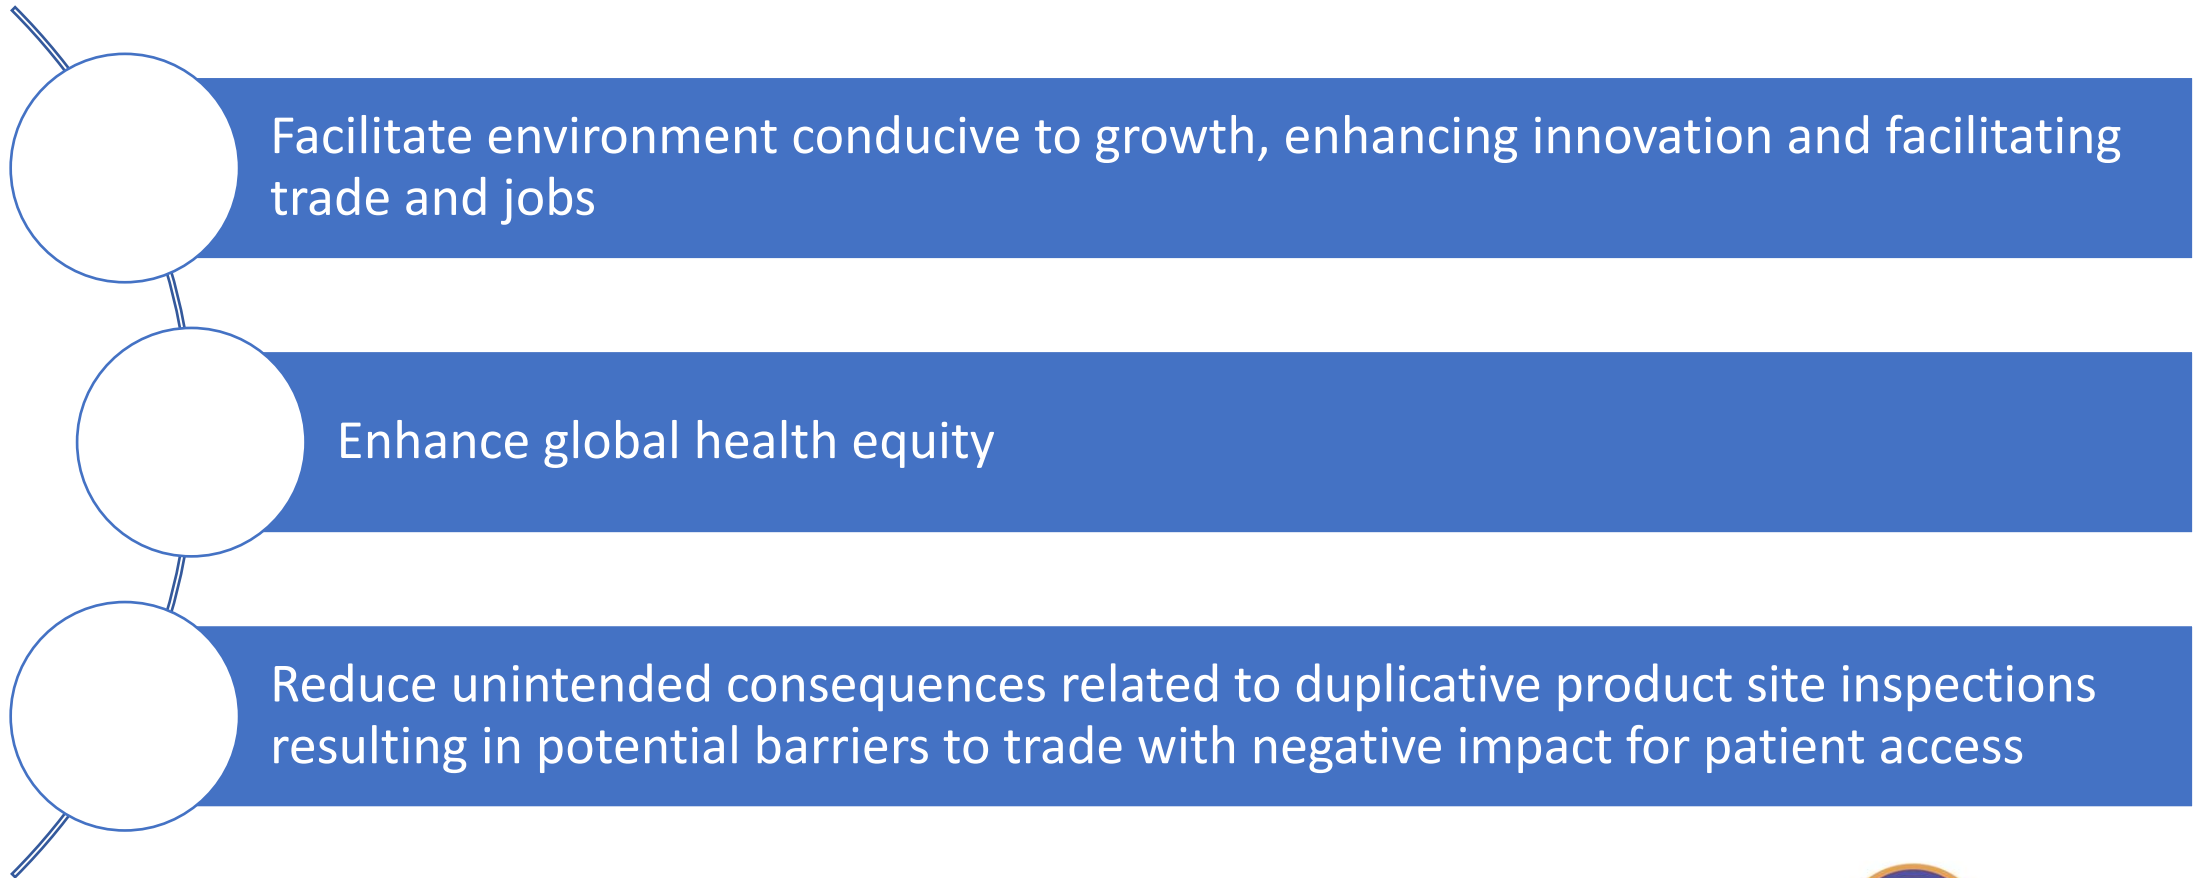 Facilitate environment conducive to growth, enhancing innovation and facilitating
trade and jobs
Enhance global health equity
Reduce unintended consequences related to duplicative product site inspections
resulting in potential barriers to trade with negative impact for patient access